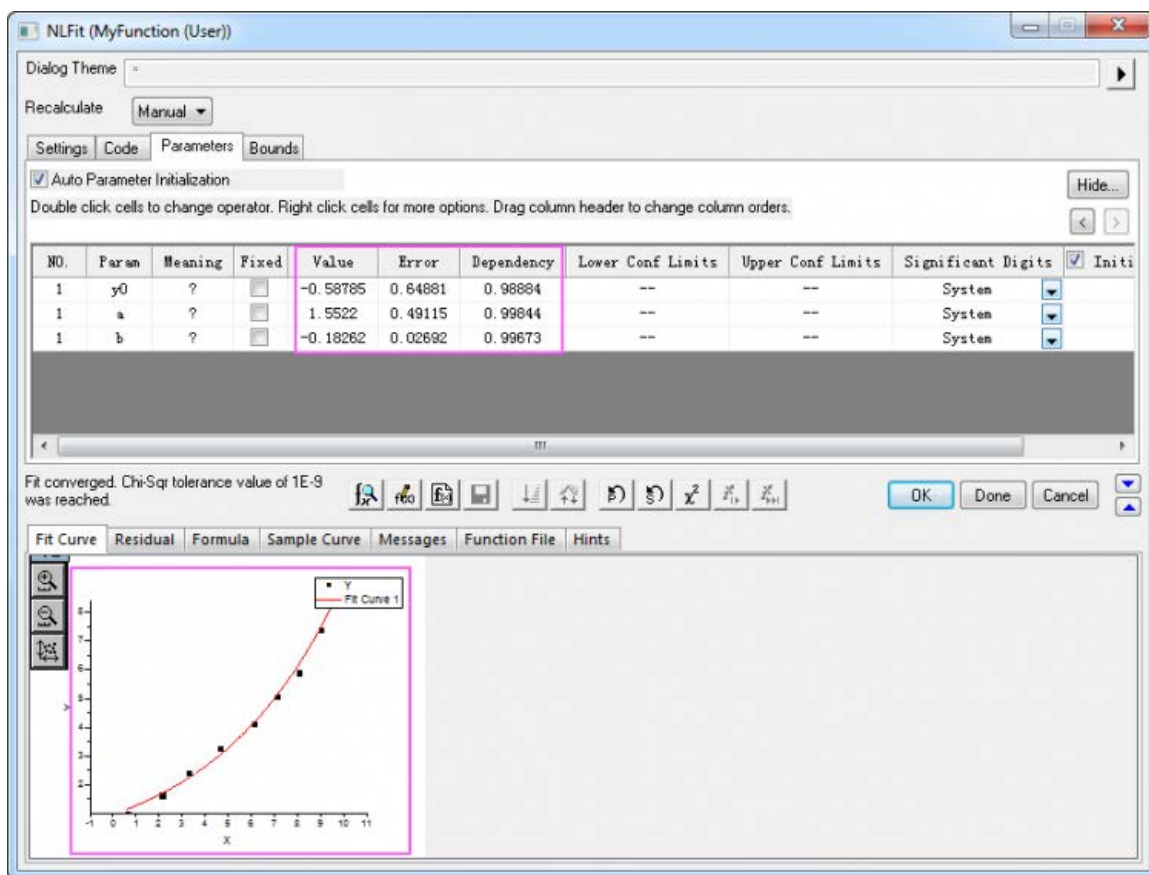 NLFit (MyFunction (User))
Dialog Theme *
Recalculate Manual
Settings Code Parameters Bounds
Auto Parameter Initialization
Hide...
Double click cells to change operator. Right click cells for more options. Drag column header to change column orders.
< >
NO. Param Meaning Fixed Value Error Dependency Lower Conf Limits Upper Conf Limits Significant Digits Initi
1 y0 ? -0.58785 0.64881 0.98884 -- -- System
1 a ? 1.5522 0.49115 0.99844 -- -- System
1 b ? -0.18262 0.02692 0.99673 -- -- System
Fit converged. Chi-Sqr tolerance value of 1E-9
was reached.
OK Done Cancel
Fit Curve Residual Formula Sample Curve Messages Function File Hints
Y
Fit Curve 1
8
7
6
5
4
3
2
-1 0 1 2 3 4 5 6 7 8 9 10 11
X